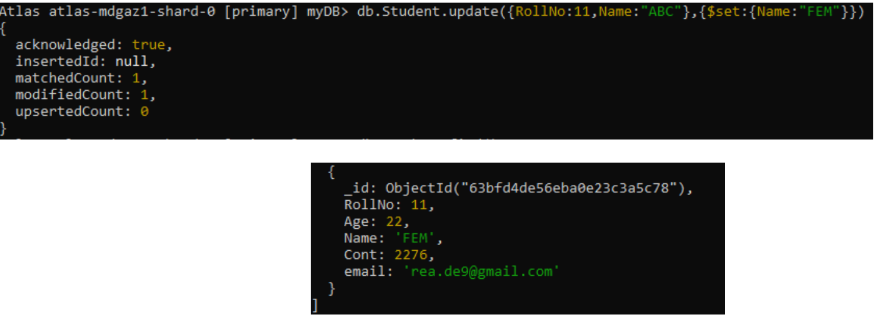 Atlas atlas-mdgaz1-shard-0 [primary] myDB> db.Student.update({RollNo:11,Name:"ABC"},{$set:{Name:"FEM"}})
{
  acknowledged: true,
  insertedId: null,
  matchedCount: 1,
  modifiedCount: 1,
  upsertedCount: 0
}
  {
    _id: ObjectId("63bfd4de56eba0e23c3a5c78"),
    RollNo: 11,
    Age: 22,
    Name: 'FEM',
    Cont: 2276,
    email: 'rea.de9@gmail.com'
  }
]